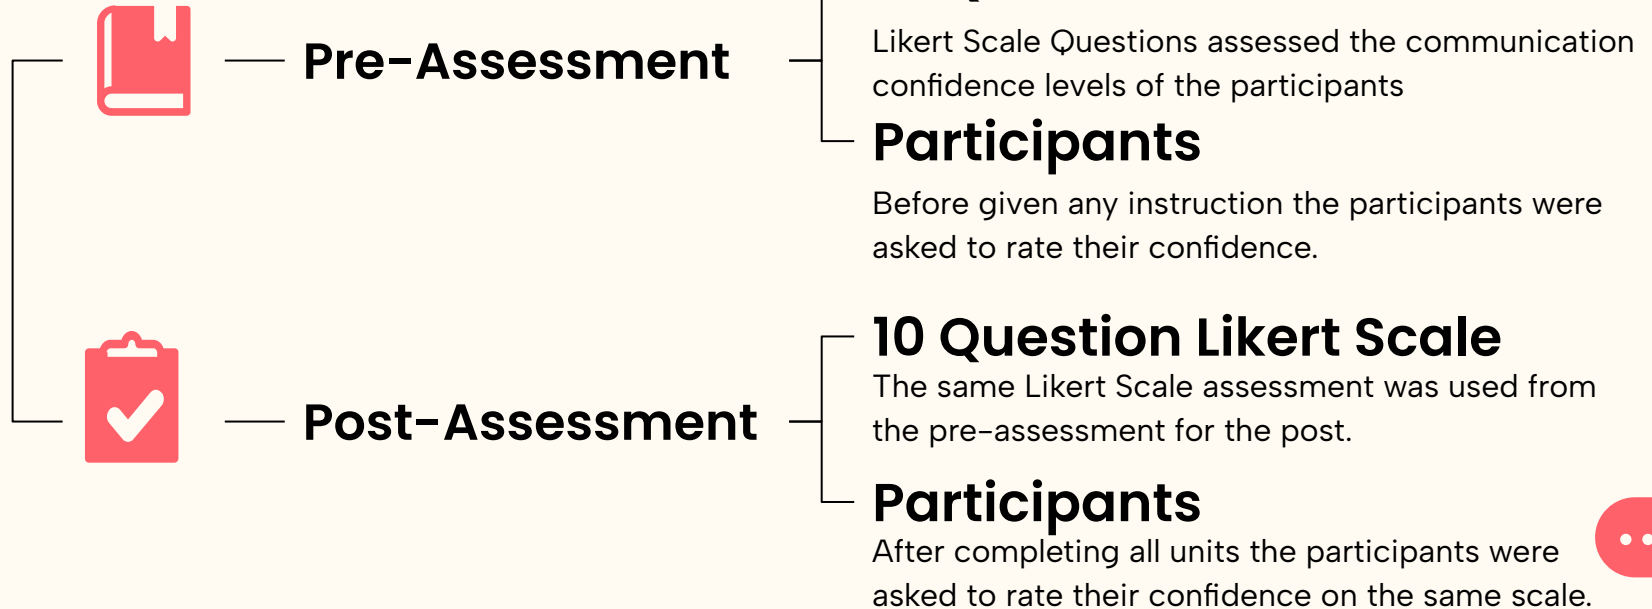 Pre-Assessment
Likert Scale Questions assessed the communication
confidence levels of the participants
Participants
Before given any instruction the participants were
asked to rate their confidence.
Post-Assessment
10 Question Likert Scale
The same Likert Scale assessment was used from
the pre-assessment for the post.
Participants
After completing all units the participants were
asked to rate their confidence on the same scale.